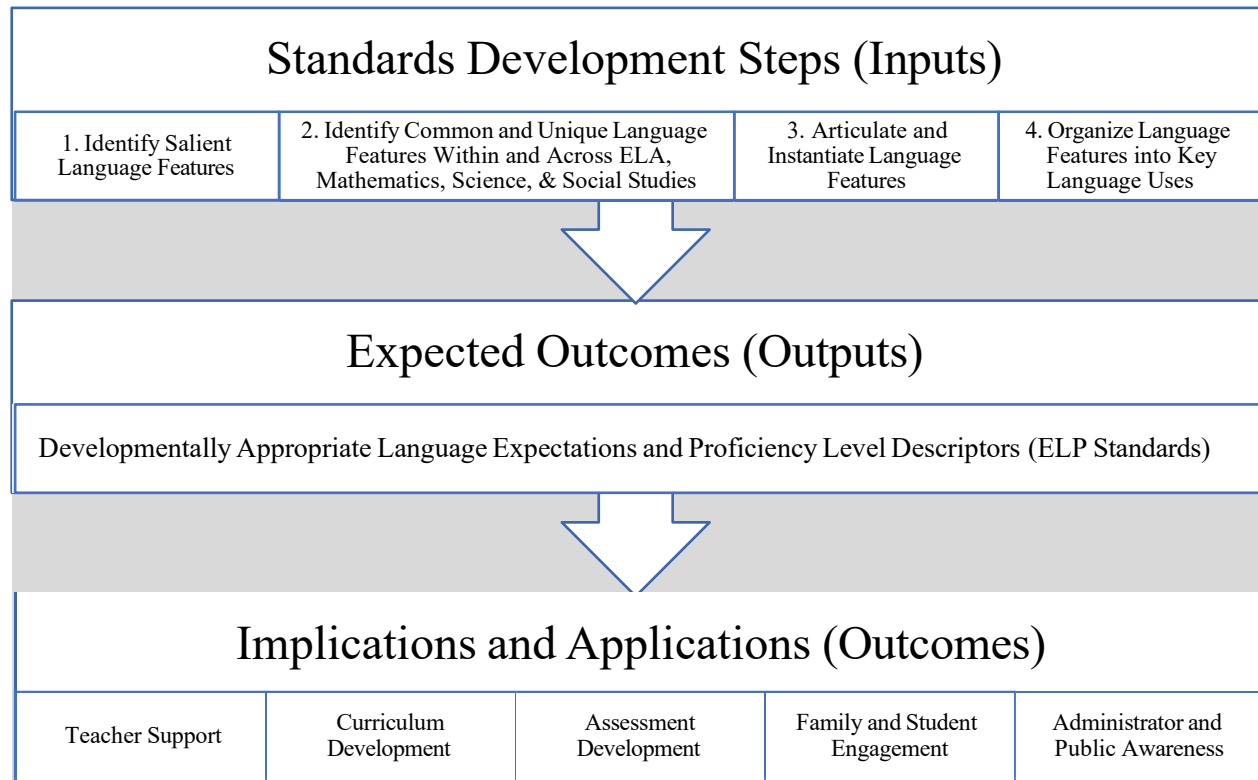 Standards Development Steps (Inputs)
1. Identify Salient
Language Features
2. Identify Common and Unique Language
Features Within and Across ELA,
Mathematics, Science, & Social Studies
3. Articulate and
Instantiate Language
Features
4. Organize Language
Features into Key
Language Uses
Expected Outcomes (Outputs)
Developmentally Appropriate Language Expectations and Proficiency Level Descriptors (ELP Standards)
Implications and Applications (Outcomes)
Teacher Support
Curriculum
Development
Assessment
Development
Family and Student
Engagement
Administrator and
Public Awareness